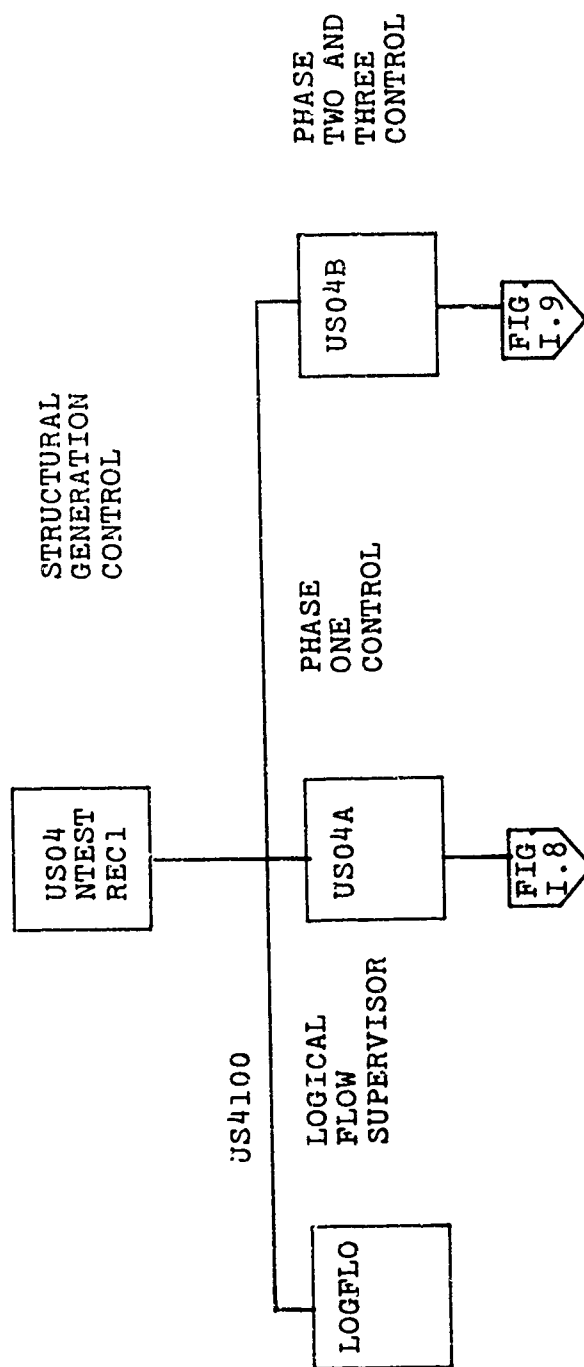 US04
NTEST
REC1
STRUCTURAL
GENERATION
CONTROL
US4100
LOGFLO
LOGICAL
FLOW
SUPERVISOR
US04A
PHASE
ONE
CONTROL
US04B
PHASE
TWO AND
THREE
CONTROL
FIG.
I.8
FIG.
I.9